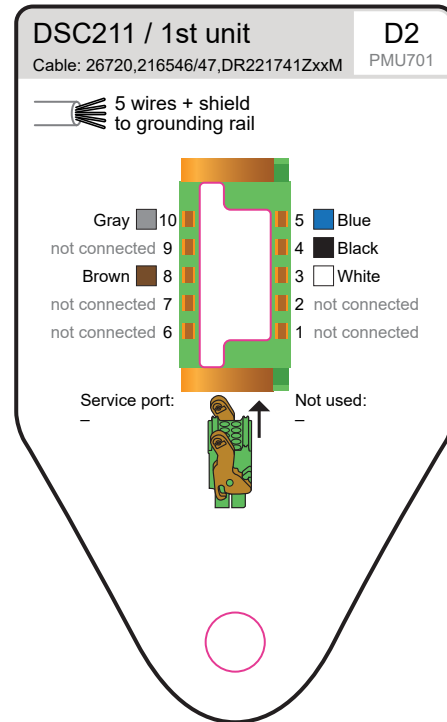 DSC211 / 1st unit
D2
Cable: 26720,216546/47,DR221741ZxxM
PMU701
5 wires + shield
to grounding rail
Gray 10 5 Blue
not connected 9 4 Black
Brown 8 3 White
not connected 7 2 not connected
not connected 6 1 not connected
Service port:
–
Not used:
–